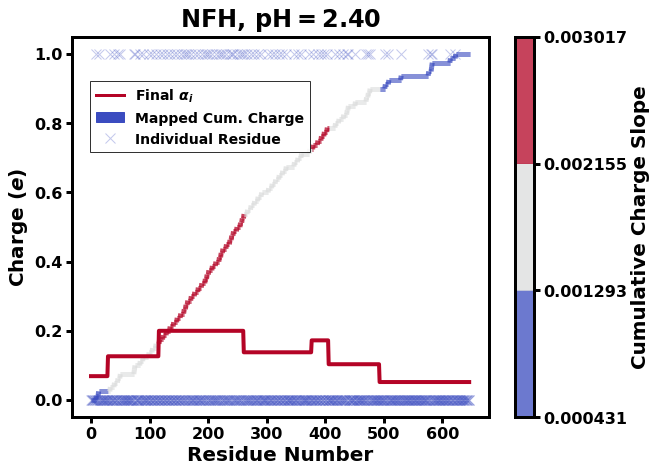 NFH, pH = 2.40
Charge (e)
1.0
0.8
0.6
0.4
0.2
0.0
Final αi
Mapped Cum. Charge
Individual Residue
0 100 200 300 400 500 600
Residue Number
0.003017
0.002155
0.001293
0.000431
Cumulative Charge Slope